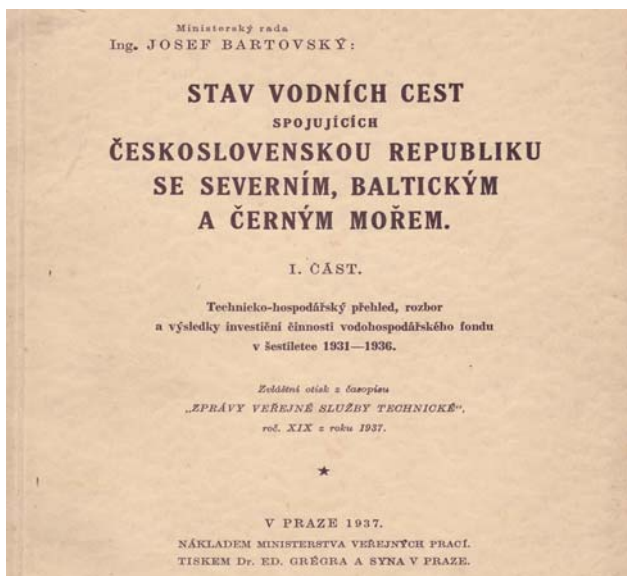 Ministerský rada
Ing. JOSEF BARTOVSKÝ:
STAV VODNÍCH CEST
SPOJUJÍCÍCH
ČESKOSLOVENSKOU REPUBLIKU
SE SEVERNÍM, BALTICKÝM
A ČERNÝM MOŘEM.
I. ČÁST.
Technicko-hospodářský přehled, rozbor
a výsledky investiční činnosti vodohospodářského fondu
v šestiletce 1931—1936.
Zvláštní otisk z časopisu
„ZPRÁVY VEŘEJNÉ SLUŽBY TECHNICKÉ“,
roč. XIX z roku 1937.
★
V PRAZE 1937.
NÁKLADEM MINISTERSTVA VEŘEJNÝCH PRACÍ.
TISKEM Dr. ED. GRÉGRA A SYNA V PRAZE.